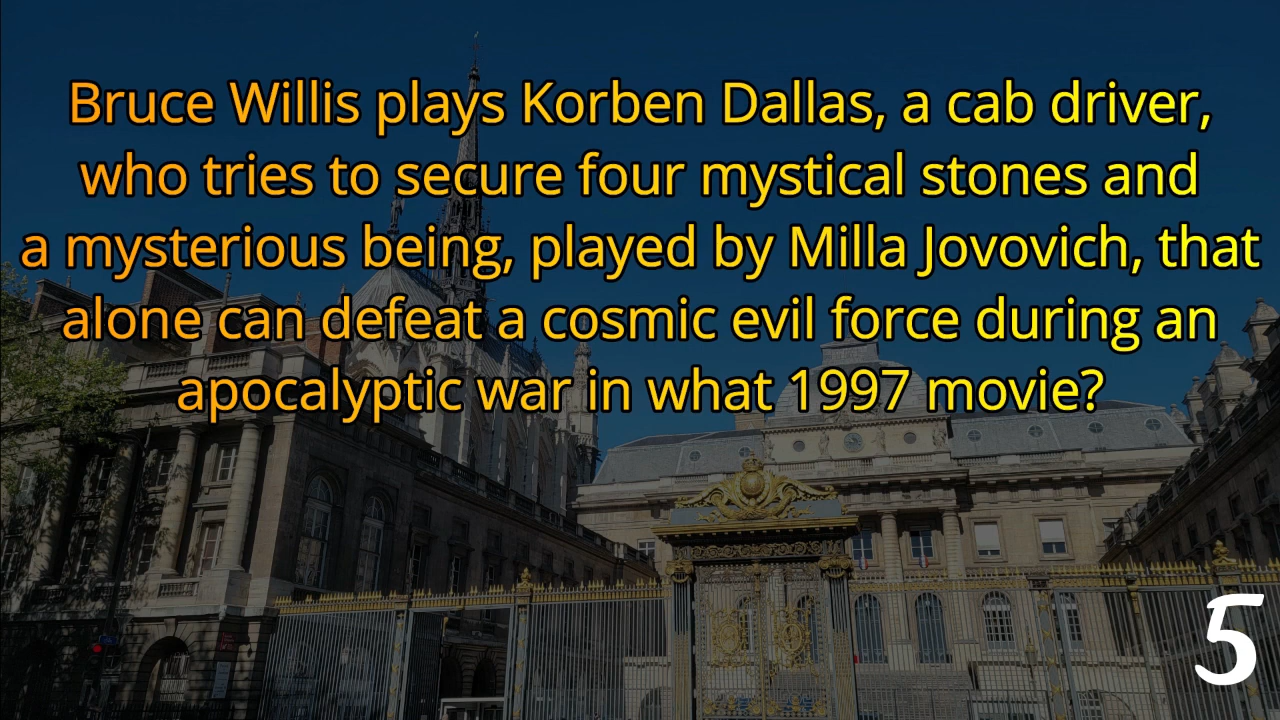 Bruce Willis plays Korben Dallas, a cab driver,
who tries to secure four mystical stones and
a mysterious being, played by Milla Jovovich, that
alone can defeat a cosmic evil force during an
apocalyptic war in what 1997 movie?
5